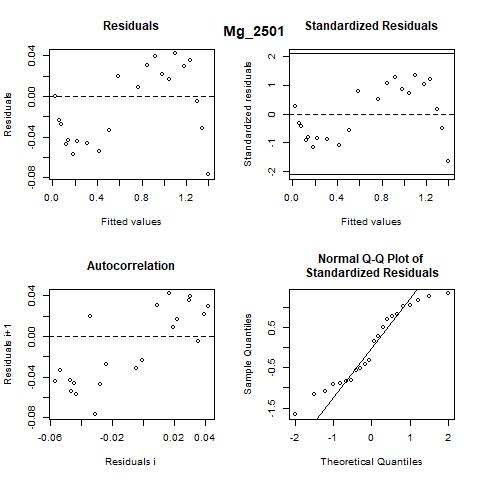 Mg_2501
Residuals
0.04
0.00
-0.04
-0.08
Residuals
0.0 0.4 0.8 1.2
Fitted values
Standardized Residuals
2
1
0
-1
-2
Standardized residuals
0.0 0.4 0.8 1.2
Fitted values
Autocorrelation
0.04
0.00
-0.04
-0.08
Residuals i+1
-0.06 -0.02 0.02 0.04
Residuals i
Normal Q-Q Plot of
Standardized Residuals
0.5
-0.5
-1.5
Sample Quantiles
-2 -1 0 1 2
Theoretical Quantiles